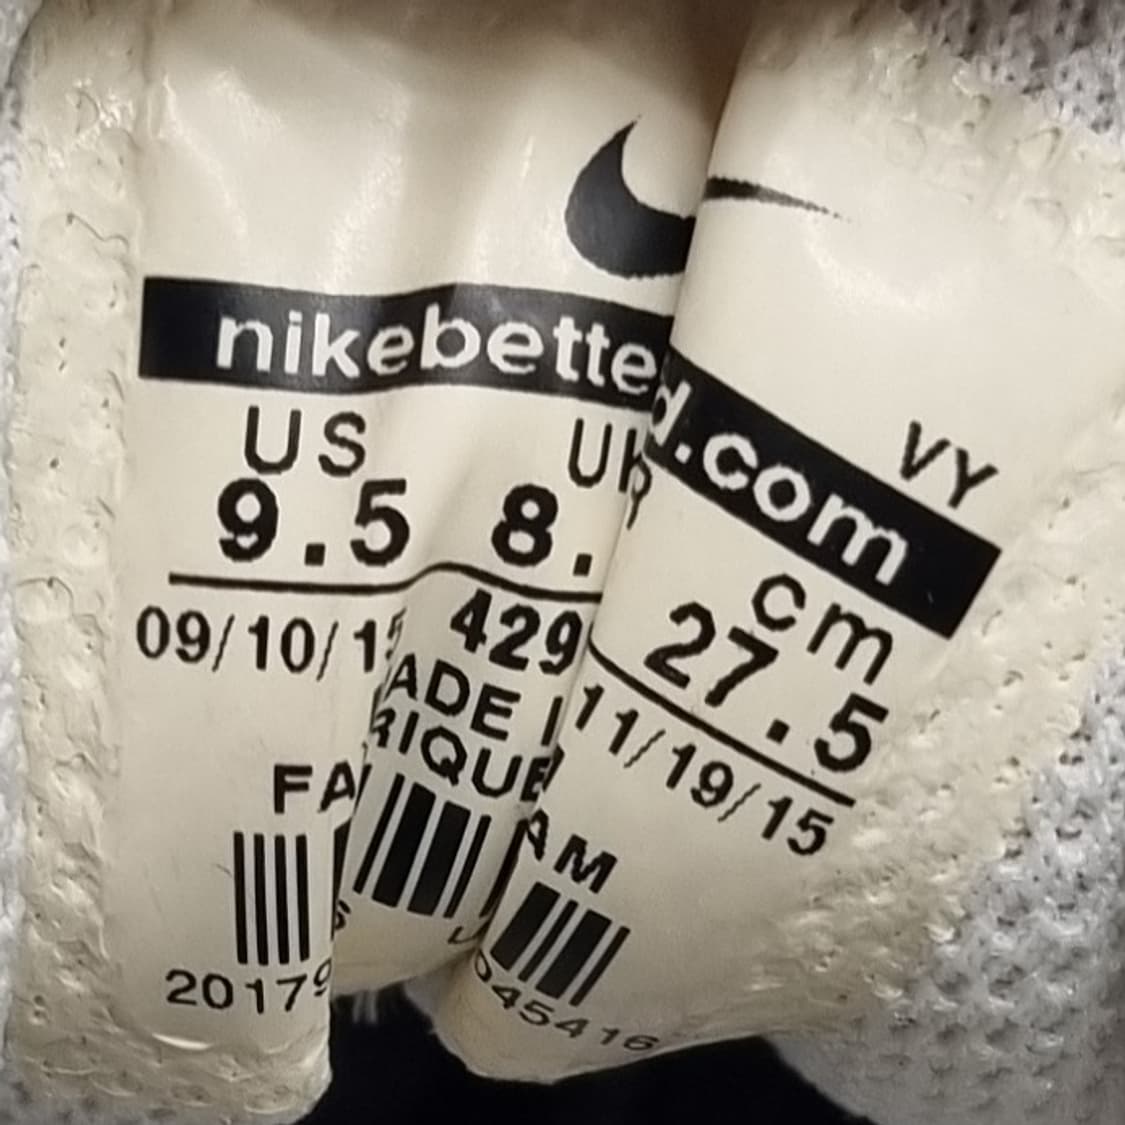 VY
nikebette d.com
US UK cm
9.5 8. 27.5
09/10/15 429 11/19/15
ADE I
RIQUE
FA AM
20179 045416